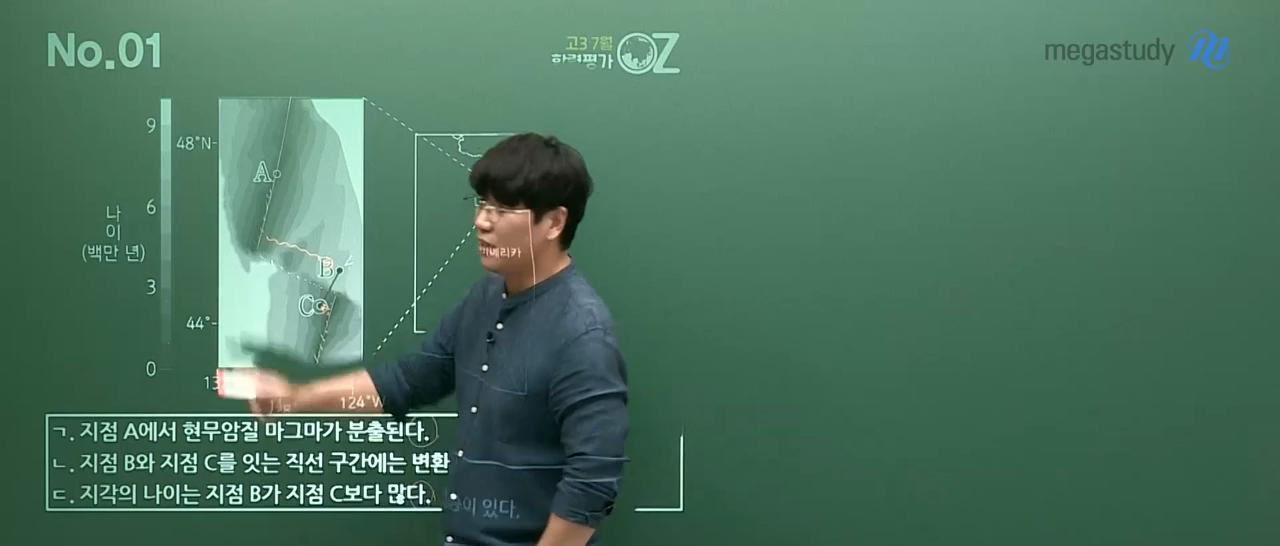 No.01
고3 7월
학력평가 OZ
megastudy
9
48°N
A
6
나
이
(백만 년)
B
3
C
44°
0
124°W
ㄱ. 지점 A에서 현무암질 마그마가 분출된다.
ㄴ. 지점 B와 지점 C를 잇는 직선 구간에는 변환
ㄷ. 지각의 나이는 지점 B가 지점 C보다 많다.
이 있다.